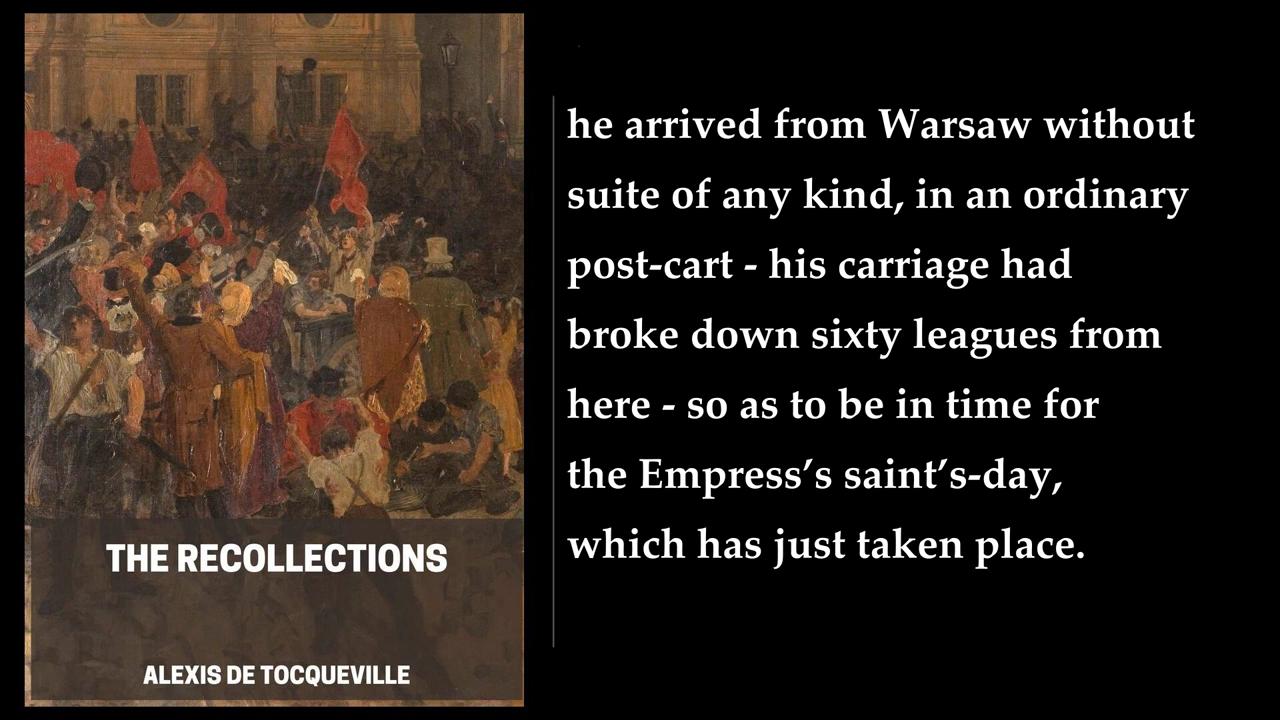 THE RECOLLECTIONS
ALEXIS DE TOCQUEVILLE
he arrived from Warsaw without
suite of any kind, in an ordinary
post-cart - his carriage had
broke down sixty leagues from
here - so as to be in time for
the Empress’s saint’s-day,
which has just taken place.